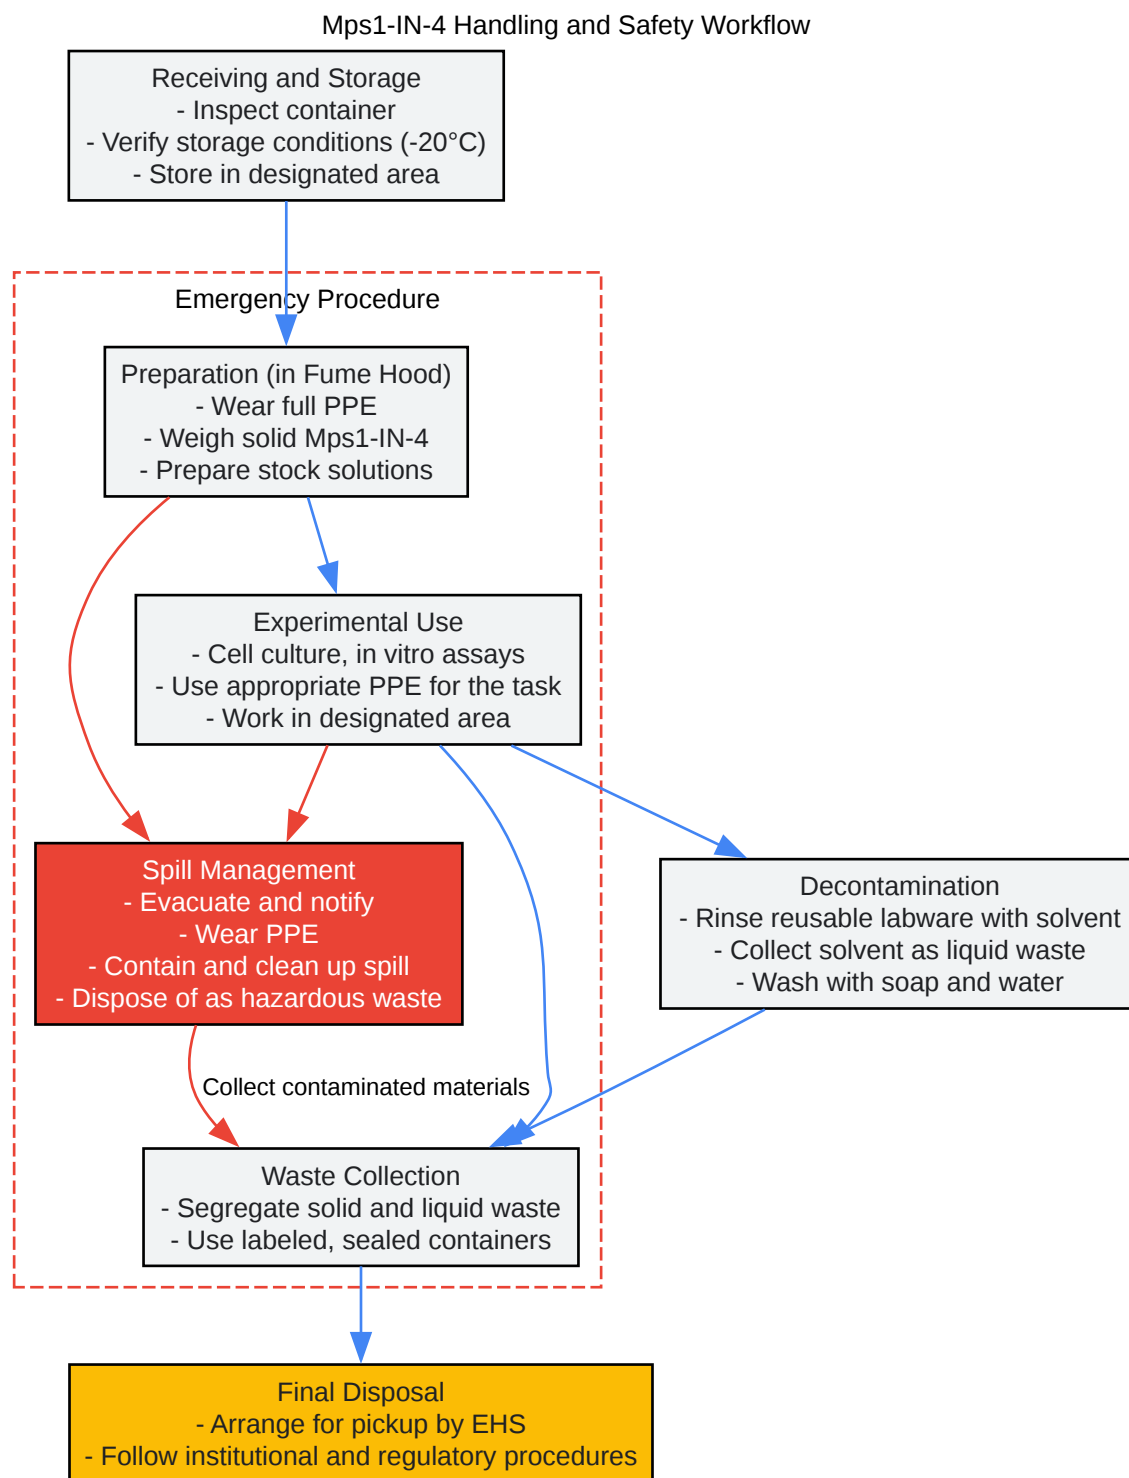 Mps1-IN-4 Handling and Safety Workflow
Receiving and Storage
- Inspect container
- Verify storage conditions (-20°C)
- Store in designated area
Emergency Procedure
Preparation (in Fume Hood)
- Wear full PPE
- Weigh solid Mps1-IN-4
- Prepare stock solutions
Experimental Use
- Cell culture, in vitro assays
- Use appropriate PPE for the task
- Work in designated area
Spill Management
- Evacuate and notify
- Wear PPE
- Contain and clean up spill
- Dispose of as hazardous waste
Decontamination
- Rinse reusable labware with solvent
- Collect solvent as liquid waste
- Wash with soap and water
Collect contaminated materials
Waste Collection
- Segregate solid and liquid waste
- Use labeled, sealed containers
Final Disposal
- Arrange for pickup by EHS
- Follow institutional and regulatory procedures